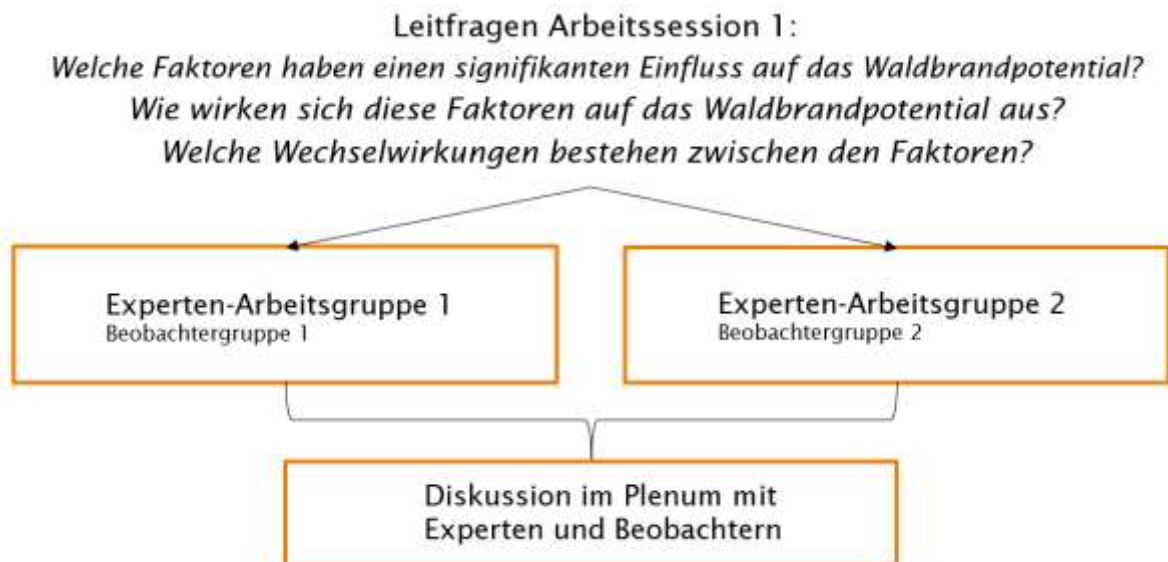 Leitfragen Arbeitssession 1:
Welche Faktoren haben einen signifikanten Einfluss auf das Waldbrandpotential?
Wie wirken sich diese Faktoren auf das Waldbrandpotential aus?
Welche Wechselwirkungen bestehen zwischen den Faktoren?
Experten-Arbeitsgruppe 1
Beobachtergruppe 1
Experten-Arbeitsgruppe 2
Beobachtergruppe 2
Diskussion im Plenum mit
Experten und Beobachtern